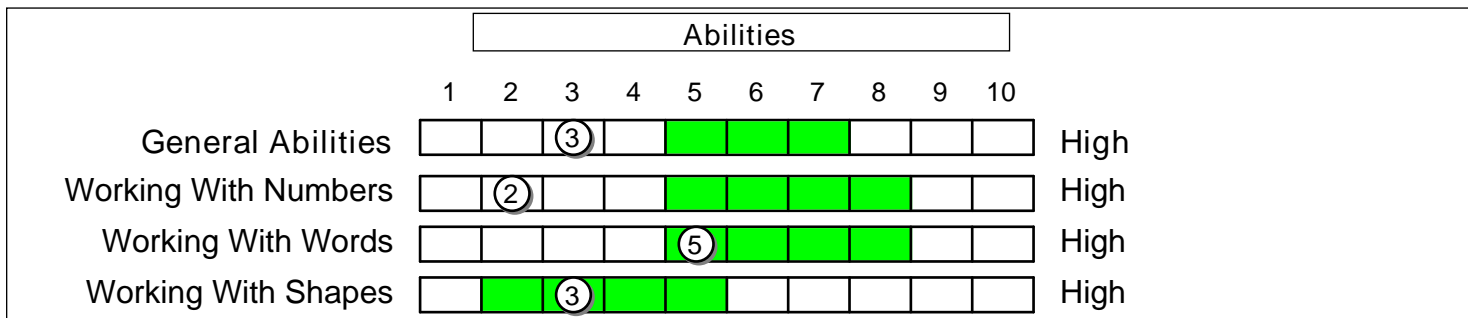 Abilities
1 2 3 4 5 6 7 8 9 10
General Abilities 3 High
Working With Numbers 2 High
Working With Words 5 High
Working With Shapes 3 High